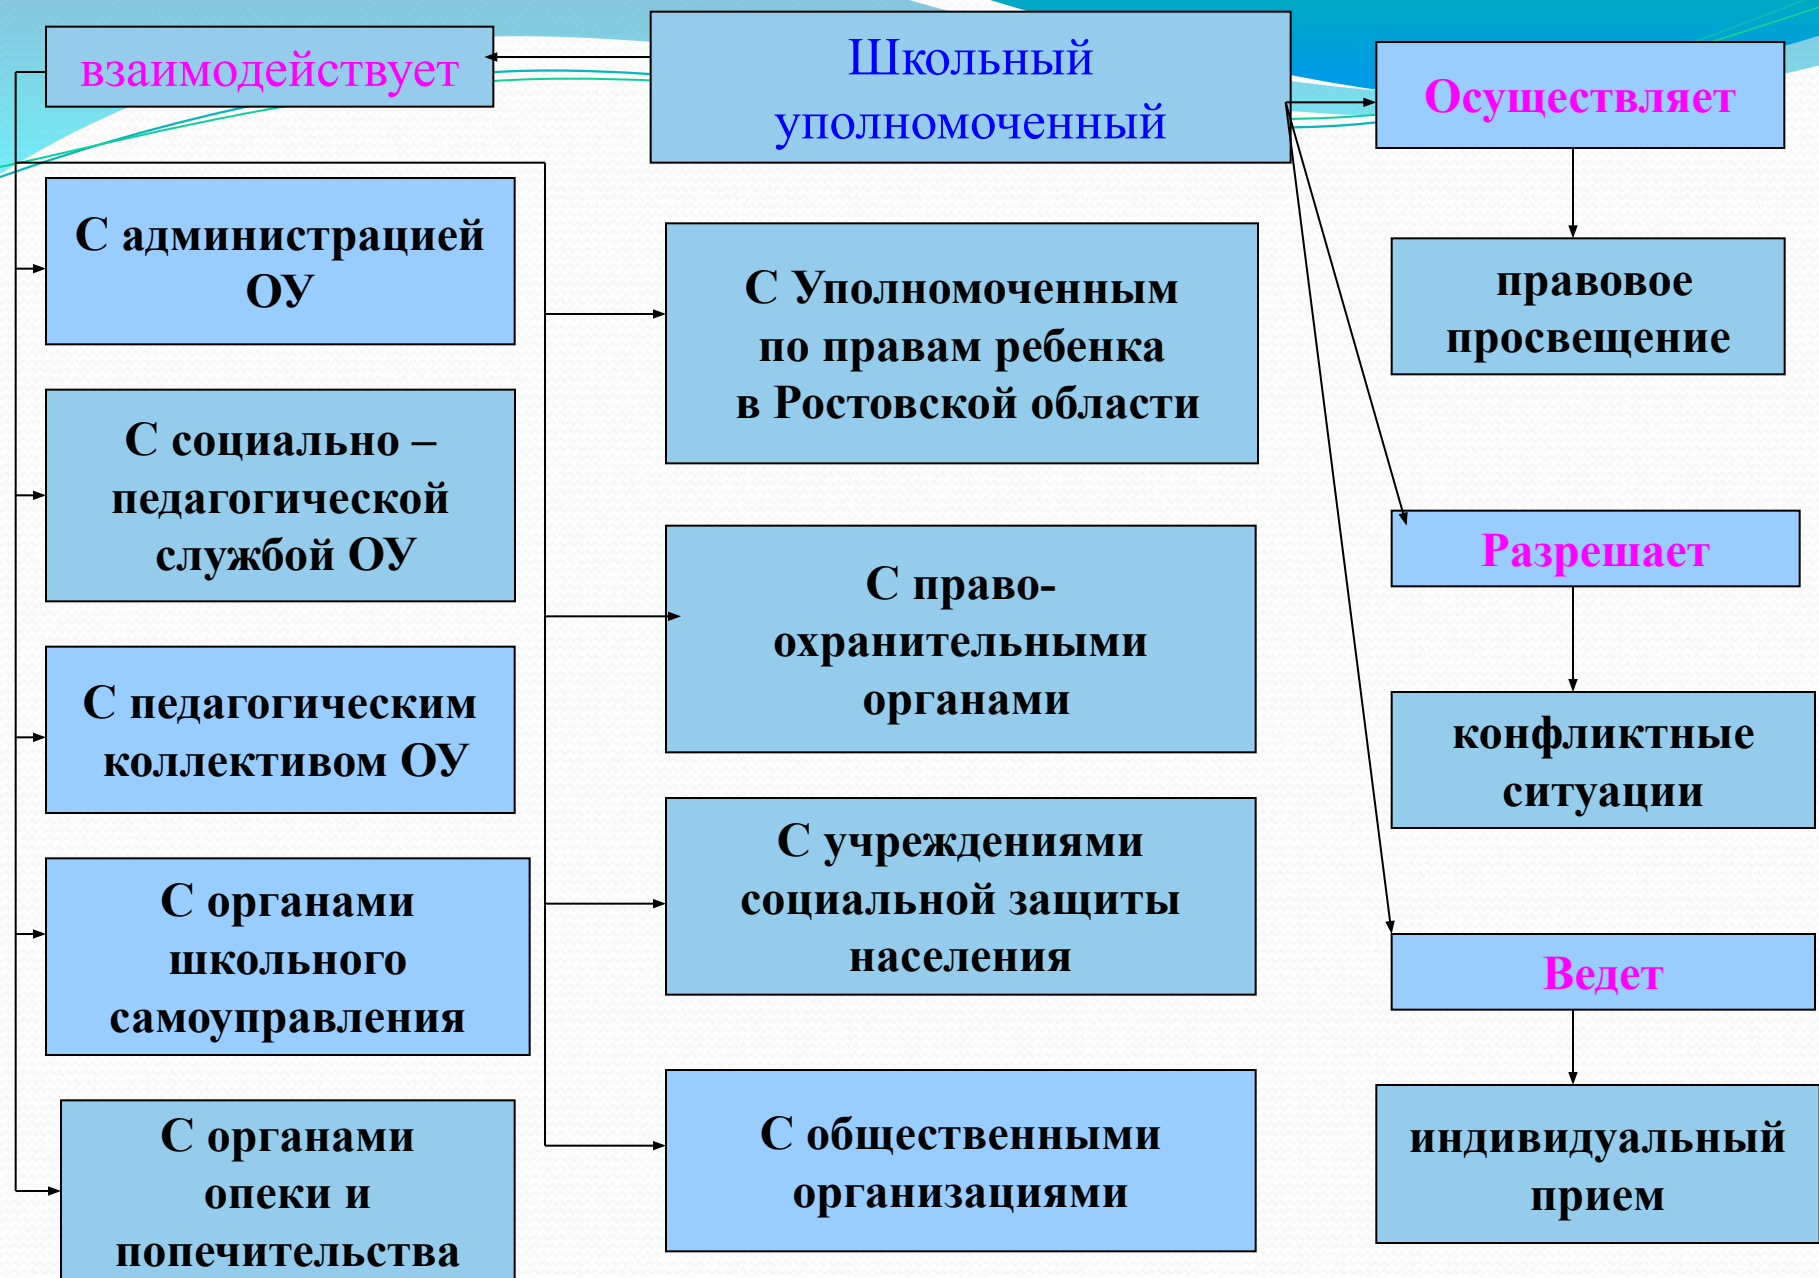 взаимодействует
Школьный
уполномоченный
Осуществляет
С администрацией
ОУ
С социально –
педагогической
службой ОУ
С педагогическим
коллективом ОУ
С органами
школьного
самоуправления
С органами
опеки и
попечительства
С Уполномоченным
по правам ребенка
в Ростовской области
С право-
охранительными
органами
С учреждениями
социальной защиты
населения
С общественными
организациями
правовое
просвещение
Разрешает
конфликтные
ситуации
Ведет
индивидуальный
прием